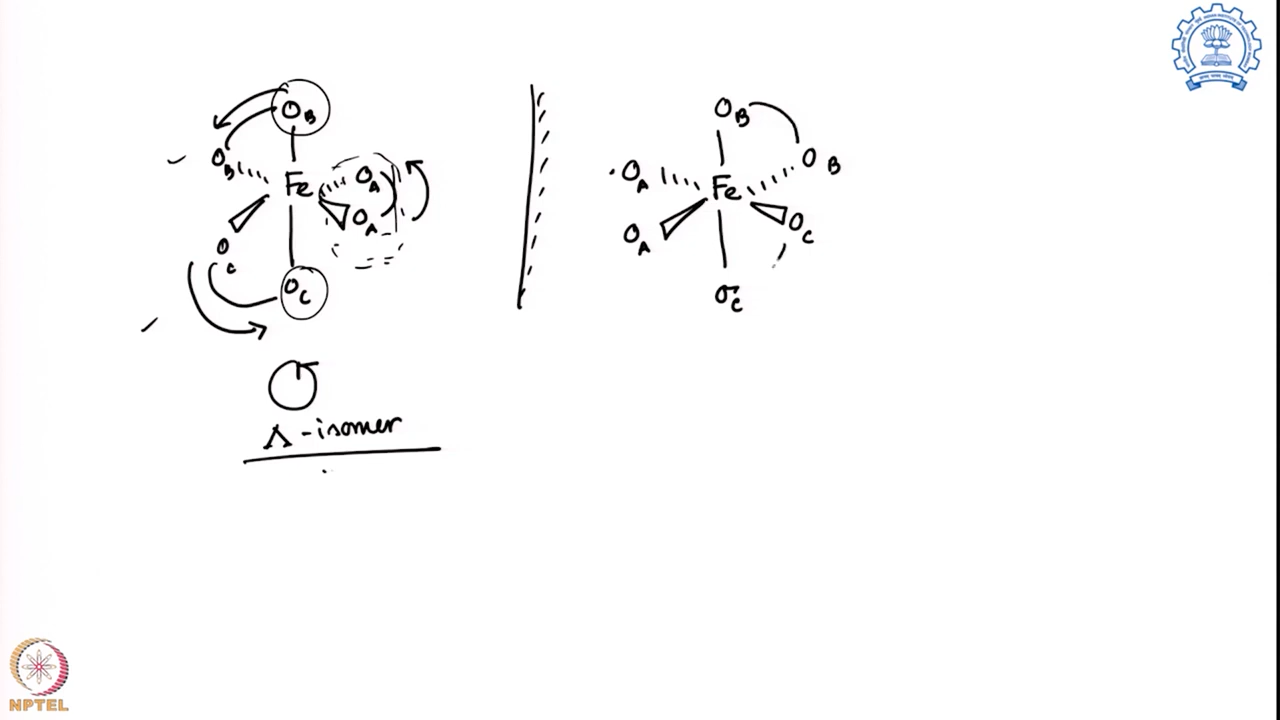 O_B O_B
O_B O_A O_A O_B
Fe Fe
O_A O_C
O_C O_A
O_C O_C
Λ-isomer
NPTEL